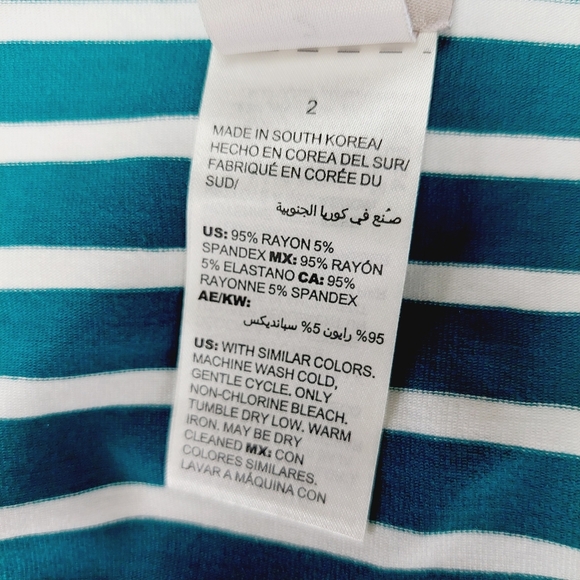 2
MADE IN SOUTH KOREA/
HECHO EN COREA DEL SUR/
FABRIQUÉ EN CORÉE DU
SUD/
صُنع في كوريا الجنوبية
US: 95% RAYON 5%
SPANDEX MX: 95% RAYÓN
5% ELASTANO CA: 95%
RAYONNE 5% SPANDEX
AE/KW:
95% رايون 5% سبانديكس
US: WITH SIMILAR COLORS.
MACHINE WASH COLD,
GENTLE CYCLE. ONLY
NON-CHLORINE BLEACH.
TUMBLE DRY LOW. WARM
IRON. MAY BE DRY
CLEANED MX: CON
COLORES SIMILARES.
LAVAR A MÁQUINA CON